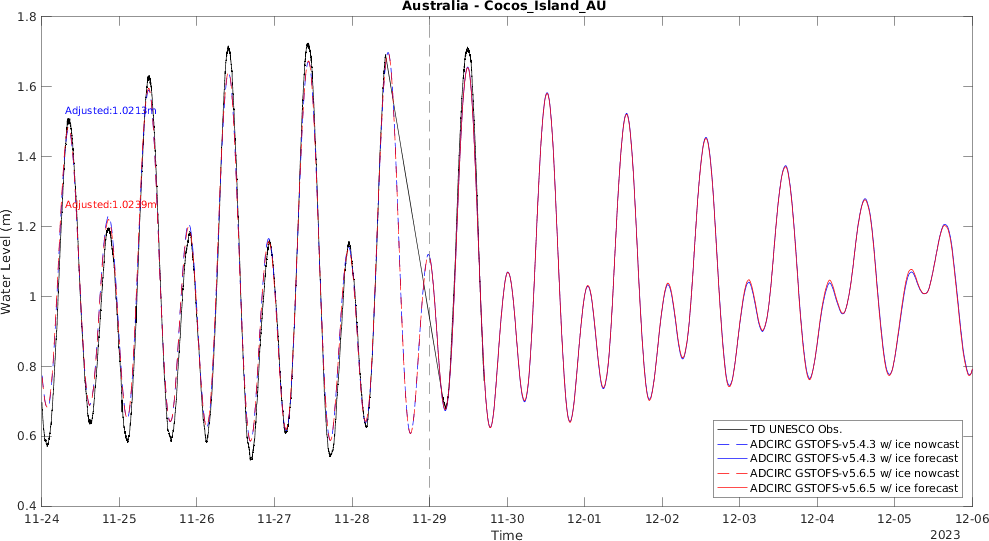 Australia - Cocos_Island_AU
1.8
1.6
1.4
1.2
1
0.8
0.6
0.4
Water Level (m)
Adjusted:1.0213m
Adjusted:1.0239m
TD UNESCO Obs.
ADCIRC GSTOFS-v5.4.3 w/ ice nowcast
ADCIRC GSTOFS-v5.4.3 w/ ice forecast
ADCIRC GSTOFS-v5.6.5 w/ ice nowcast
ADCIRC GSTOFS-v5.6.5 w/ ice forecast
11-24 11-25 11-26 11-27 11-28 11-29 11-30 12-01 12-02 12-03 12-04 12-05 12-06
Time
2023